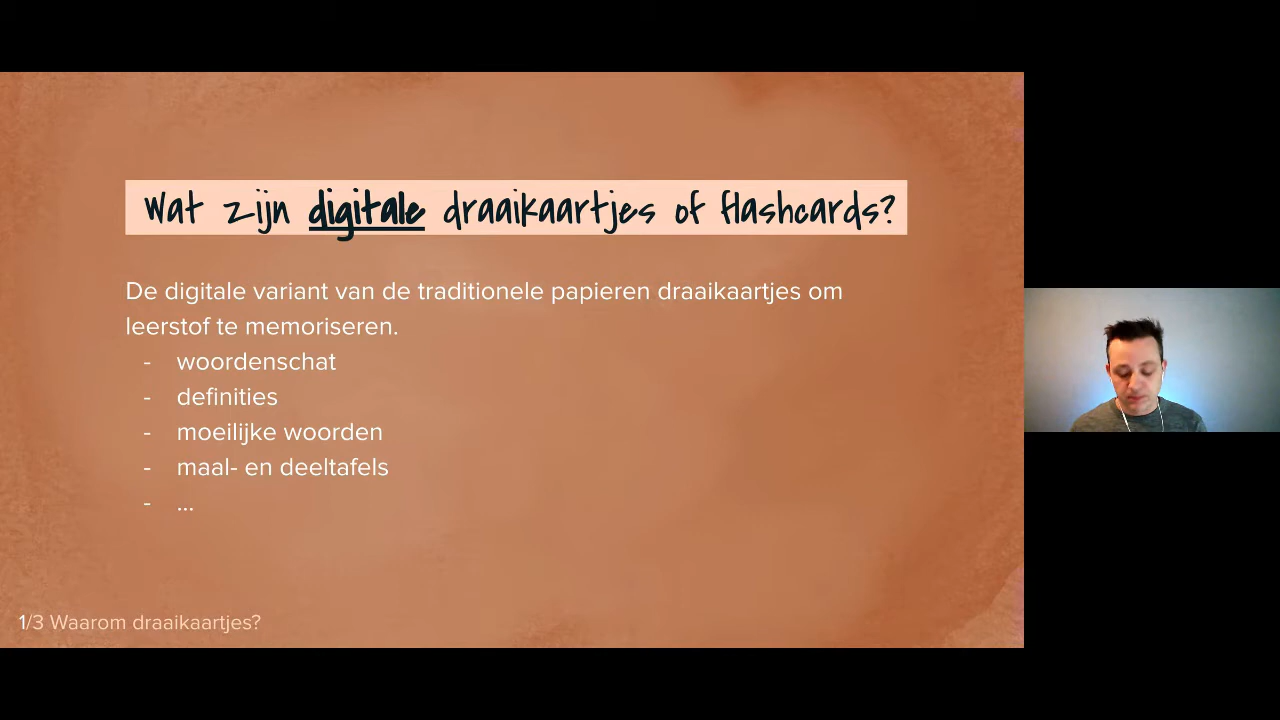 Wat zijn digitale draaikaartjes of flashcards?
De digitale variant van de traditionele papieren draaikaartjes om
leerstof te memoriseren.
- woordenschat
- definities
- moeilijke woorden
- maal- en deeltafels
- ...
1/3 Waarom draaikaartjes?